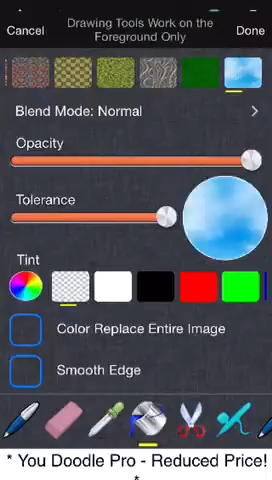 Drawing Tools Work on the
Cancel Foreground Only Done
Blend Mode: Normal
Opacity
Tolerance
Tint
Color Replace Entire Image
Smooth Edge
* You Doodle Pro - Reduced Price!
*